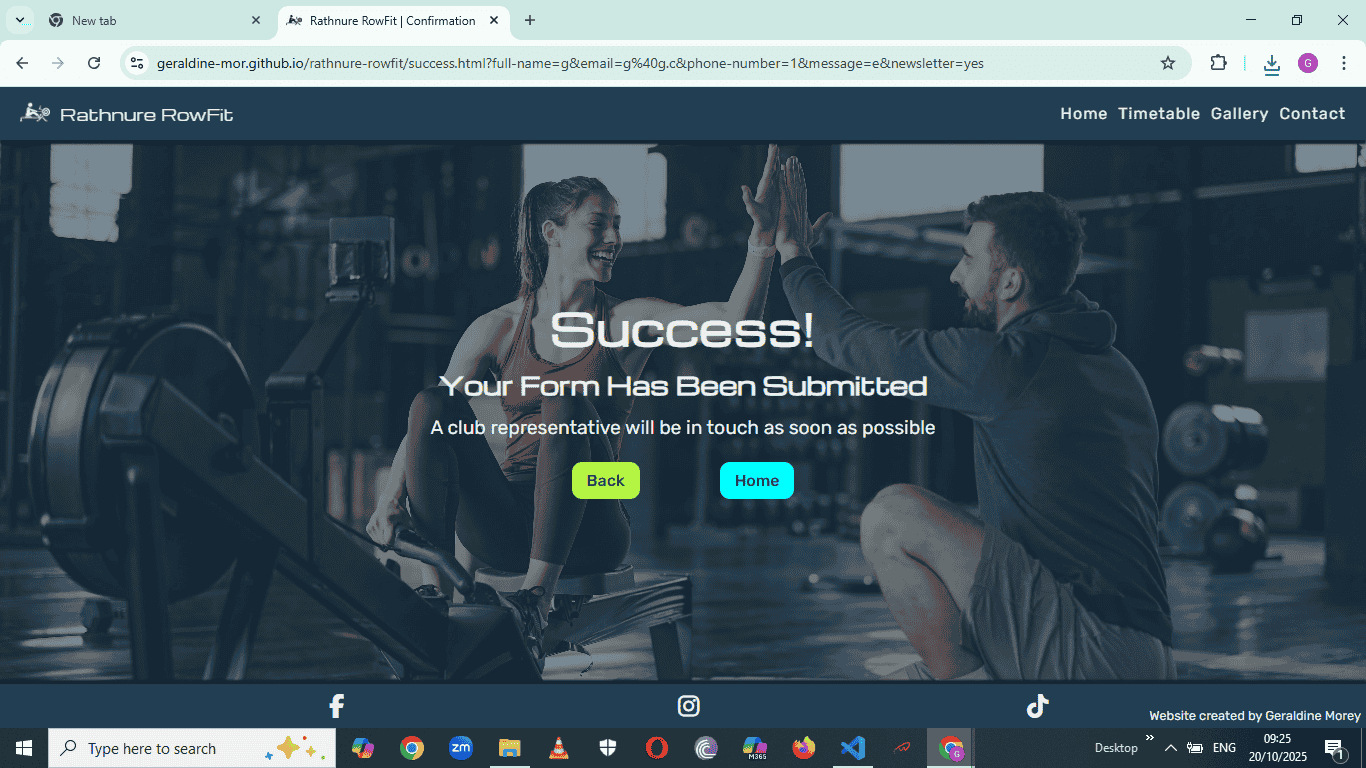 New tab
Rathnure RowFit | Confirmation
geraldine-mor.github.io/rathnure-rowfit/success.html?full-name=g&email=g%40g.c&phone-number=1&message=e&newsletter=yes
G
Rathnure RowFit
Home Timetable Gallery Contact
Success!
Your Form Has Been Submitted
A club representative will be in touch as soon as possible
Back Home
Website created by Geraldine Morey
Type here to search
zm
M365
G
Desktop
ENG
09:25
20/10/2025
1